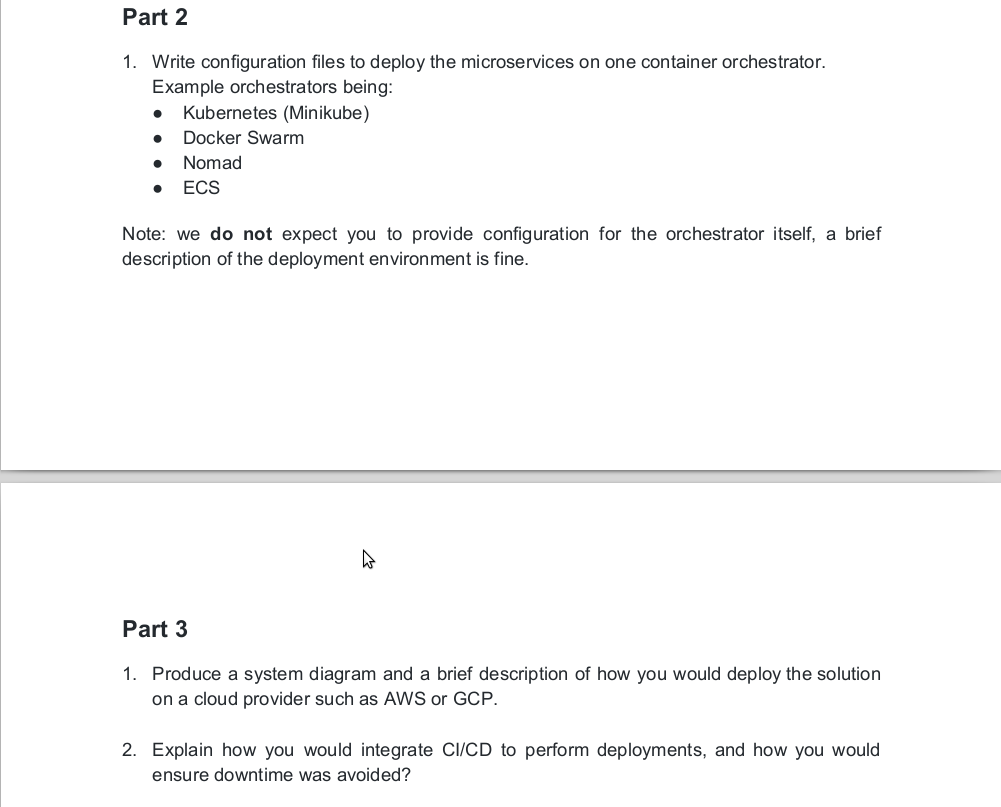 Part 2
1. Write configuration files to deploy the microservices on one container orchestrator.
Example orchestrators being:
● Kubernetes (Minikube)
● Docker Swarm
● Nomad
● ECS
Note: we do not expect you to provide configuration for the orchestrator itself, a brief
description of the deployment environment is fine.
Part 3
1. Produce a system diagram and a brief description of how you would deploy the solution
on a cloud provider such as AWS or GCP.
2. Explain how you would integrate CI/CD to perform deployments, and how you would
ensure downtime was avoided?